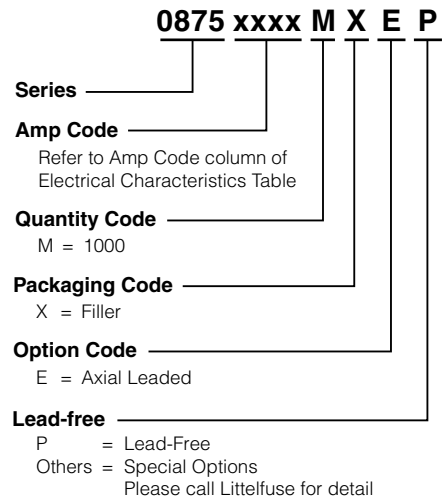 0875 xxxx M X E P
Series
Amp Code
Refer to Amp Code column of
Electrical Characteristics Table
Quantity Code
M = 1000
Packaging Code
X = Filler
Option Code
E = Axial Leaded
Lead-free
P = Lead-Free
Others = Special Options
Please call Littelfuse for detail